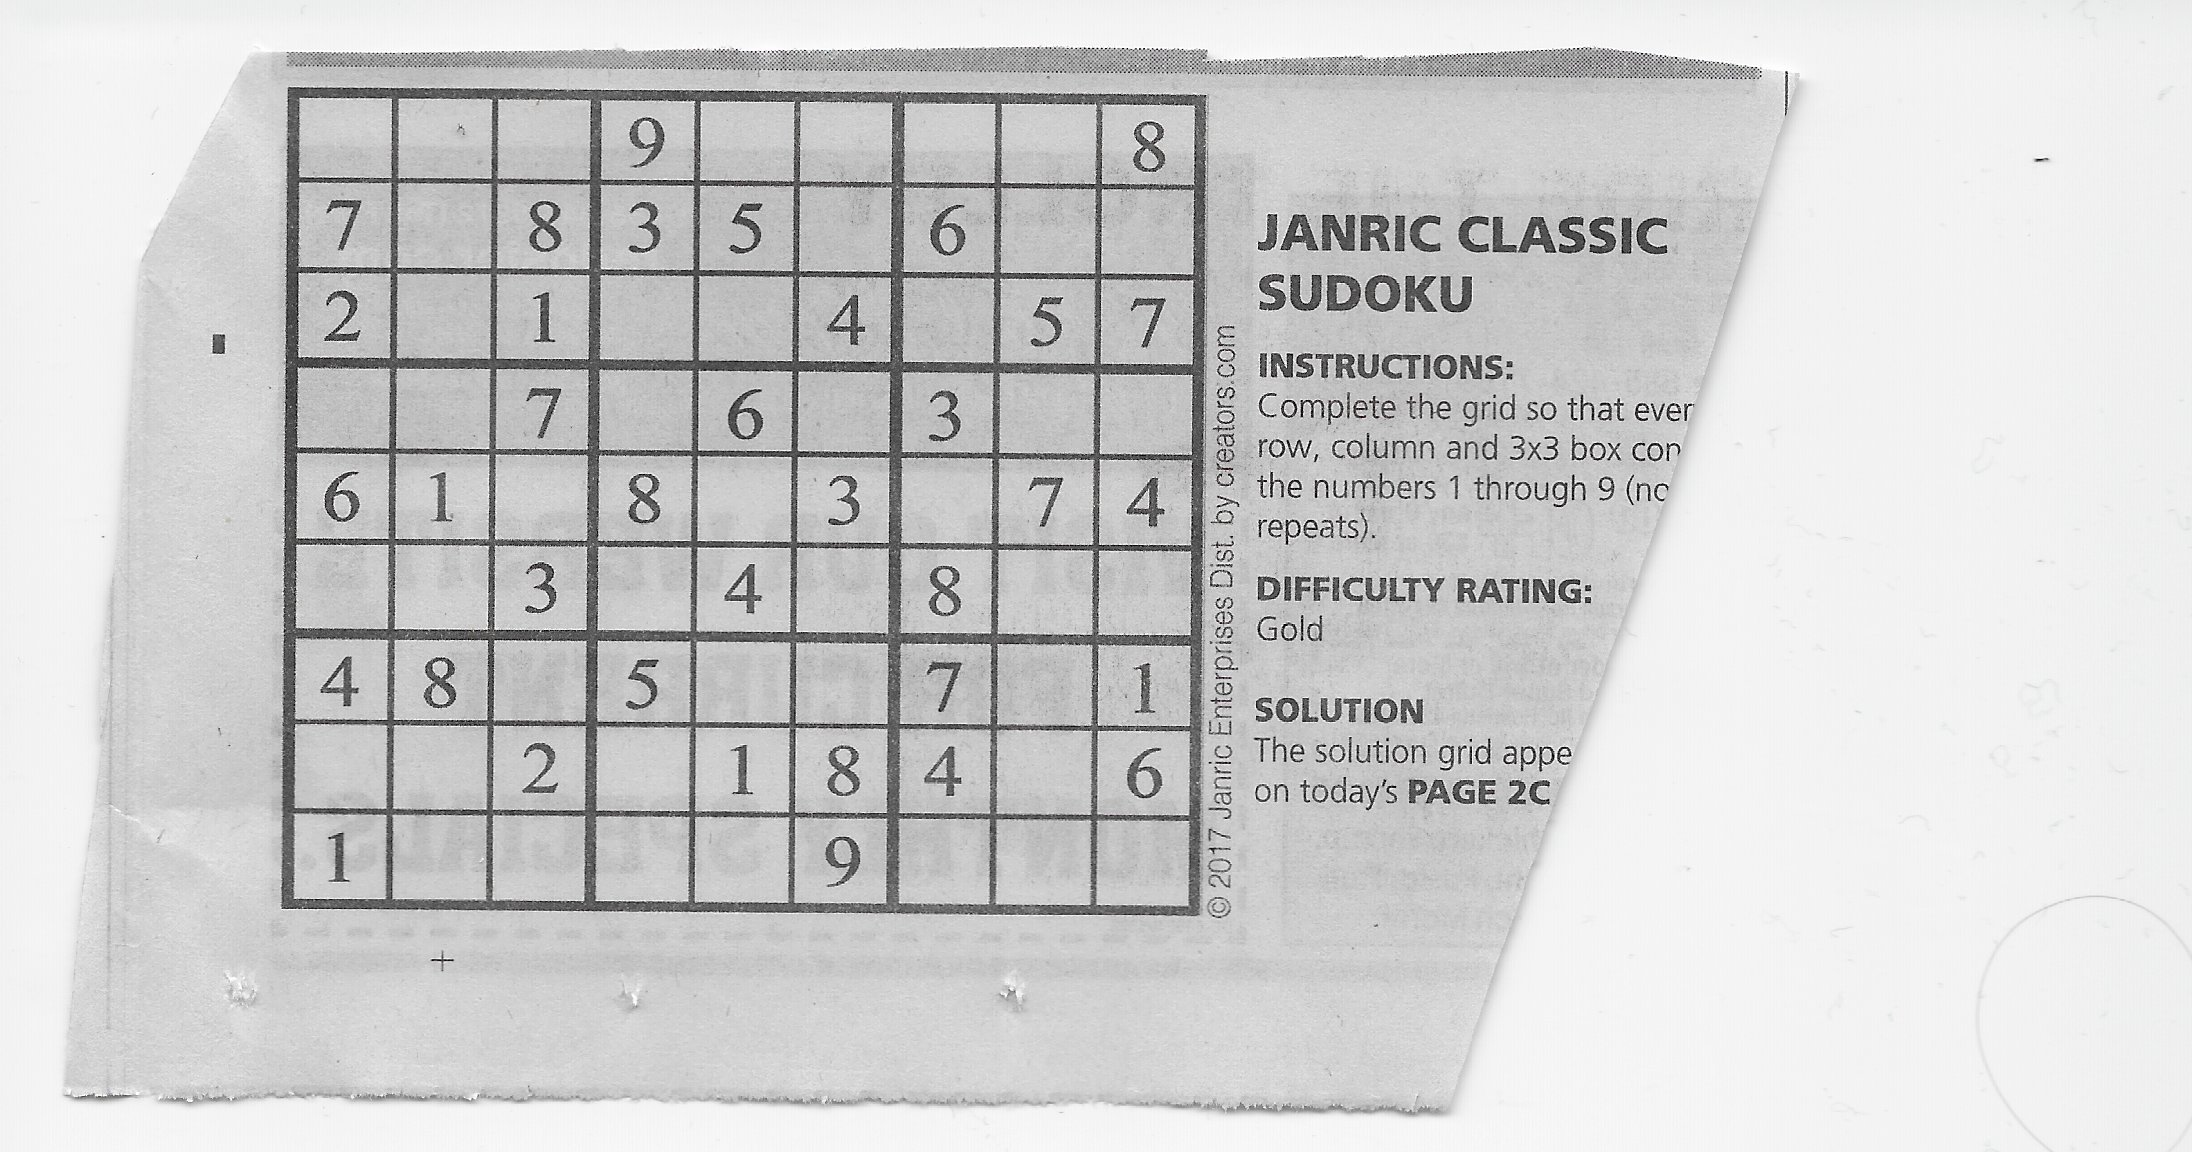 9 8
7 8 3 5 6
2 1 4 5 7
7 6 3
6 1 8 3 7 4
3 4 8
4 8 5 7 1
2 1 8 4 6
1 9
© 2017 Janric Enterprises Dist. by creators.com
JANRIC CLASSIC
SUDOKU
INSTRUCTIONS:
Complete the grid so that ever
row, column and 3x3 box con
the numbers 1 through 9 (no
repeats).
DIFFICULTY RATING:
Gold
SOLUTION
The solution grid appe
on today's PAGE 2C